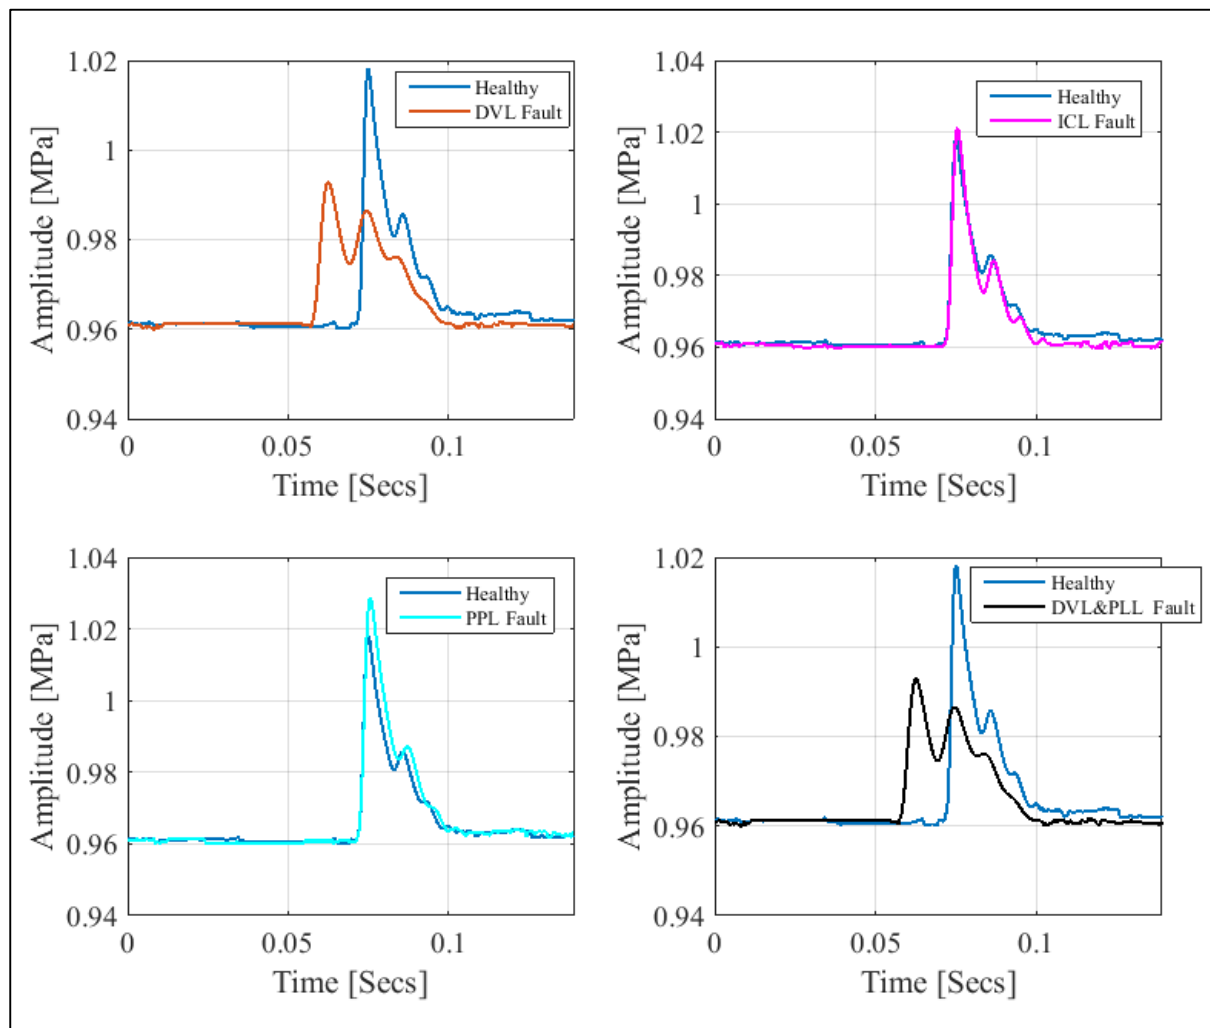 1.02
1
0.98
0.96
0.94
Amplitude [MPa]
Healthy
DVL Fault
0
0.05
0.1
Time [Secs]
1.04
1.02
1
0.98
0.96
0.94
Amplitude [MPa]
Healthy
ICL Fault
0
0.05
0.1
Time [Secs]
1.04
1.02
1
0.98
0.96
0.94
Amplitude [MPa]
Healthy
PPL Fault
0
0.05
0.1
Time [Secs]
1.02
1
0.98
0.96
0.94
Amplitude [MPa]
Healthy
DVL&PLL Fault
0
0.05
0.1
Time [Secs]